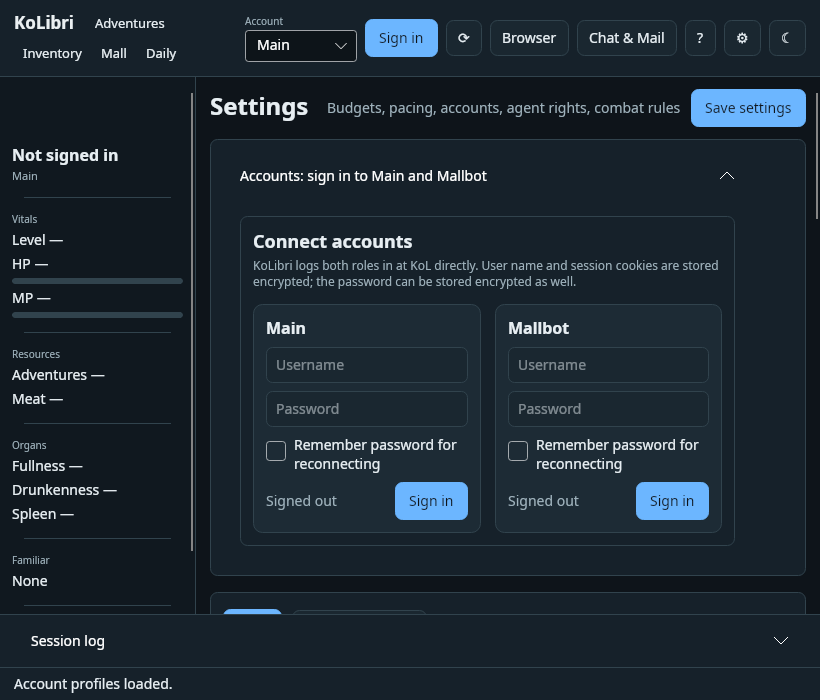 KoLibri
Adventures
Inventory
Mall
Daily
Account
Main
Sign in
⟳
Browser
Chat & Mail
?
⚙
☾
Not signed in
Main
Vitals
Level —
HP —
MP —
Resources
Adventures —
Meat —
Organs
Fullness —
Drunkenness —
Spleen —
Familiar
None
Settings
Budgets, pacing, accounts, agent rights, combat rules
Save settings
Accounts: sign in to Main and Mallbot
Connect accounts
KoLibri logs both roles in at KoL directly. User name and session cookies are stored
encrypted; the password can be stored encrypted as well.
Main
Username
Password
Remember password for
reconnecting
Signed out
Sign in
Mallbot
Username
Password
Remember password for
reconnecting
Signed out
Sign in
Session log
Account profiles loaded.